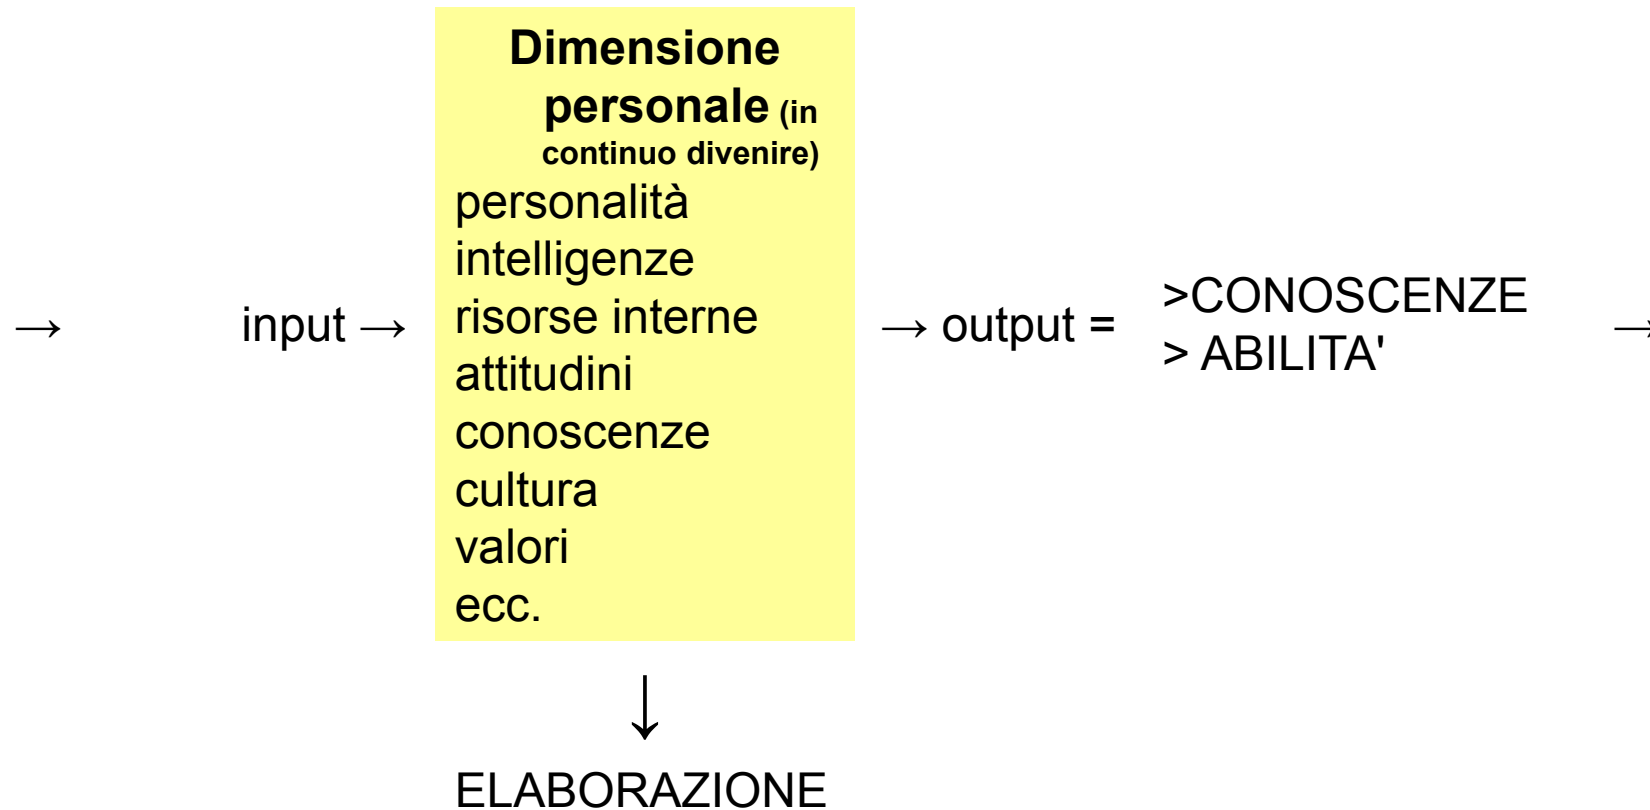 Dimensione
personale (in
continuo divenire)
personalità
intelligenze
risorse interne
attitudini
conoscenze
cultura
valori
ecc.
→ input →
→ output =
>CONOSCENZE
> ABILITA'
→
↓
ELABORAZIONE